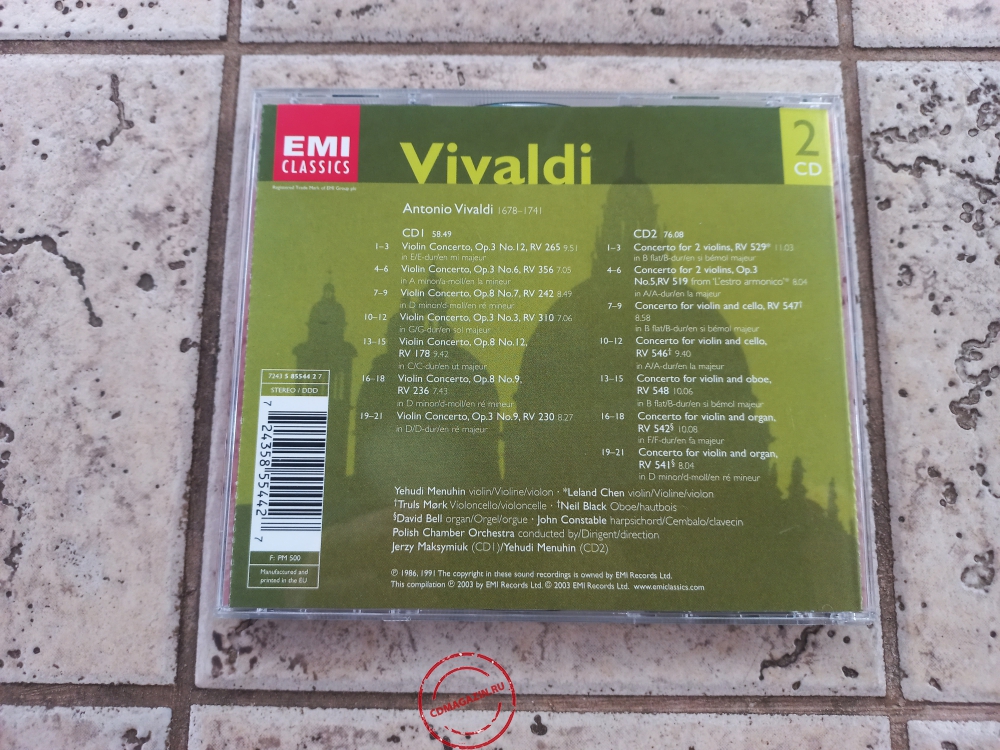 EMI
CLASSICS
Registered Trade Mark of EMI Group plc
Vivaldi
2
CD
Antonio Vivaldi 1678–1741
CD1 58.49
1–3 Violin Concerto, Op.3 No.12, RV 265 9.51
in E/E-dur/en mi majeur
4–6 Violin Concerto, Op.3 No.6, RV 356 7.05
in A minor/a-moll/en la mineur
7–9 Violin Concerto, Op.8 No.7, RV 242 8.49
in D minor/d-moll/en ré mineur
10–12 Violin Concerto, Op.3 No.3, RV 310 7.06
in G/G-dur/en sol majeur
13–15 Violin Concerto, Op.8 No.12,
RV 178 9.42
in C/C-dur/en ut majeur
16–18 Violin Concerto, Op.8 No.9,
RV 236 7.43
in D minor/d-moll/en ré mineur
19–21 Violin Concerto, Op.3 No.9, RV 230 8.27
in D/D-dur/en ré majeur
CD2 76.08
1–3 Concerto for 2 violins, RV 529* 11.03
in B flat/B-dur/en si bémol majeur
4–6 Concerto for 2 violins, Op.3
No.5, RV 519 from 'L'estro armonico'* 8.04
in A/A-dur/en la majeur
7–9 Concerto for violin and cello, RV 547†
8.58
in B flat/B-dur/en si bémol majeur
10–12 Concerto for violin and cello,
RV 546† 9.40
in A/A-dur/en la majeur
13–15 Concerto for violin and oboe,
RV 548 10.06
in B flat/B-dur/en si bémol majeur
16–18 Concerto for violin and organ,
RV 542§ 10.08
in F/F-dur/en fa majeur
19–21 Concerto for violin and organ,
RV 541§ 8.04
in D minor/d-moll/en ré mineur
7243 5 85544 2 7
STEREO / DDD
7 24358 55442 7
F: PM 500
Manufactured and
printed in the EU
Yehudi Menuhin violin/Violine/violon · *Leland Chen violin/Violine/violon
†Truls Mørk Violoncello/violoncelle · †Neil Black Oboe/hautbois
§David Bell organ/Orgel/orgue · John Constable harpsichord/Cembalo/clavecin
Polish Chamber Orchestra conducted by/Dirigent/direction
Jerzy Maksymiuk (CD1)/Yehudi Menuhin (CD2)
℗ 1986, 1991 The copyright in these sound recordings is owned by EMI Records Ltd.
This compilation ℗ 2003 by EMI Records Ltd. © 2003 EMI Records Ltd. www.emiclassics.com
CDMAGAZIN.RU